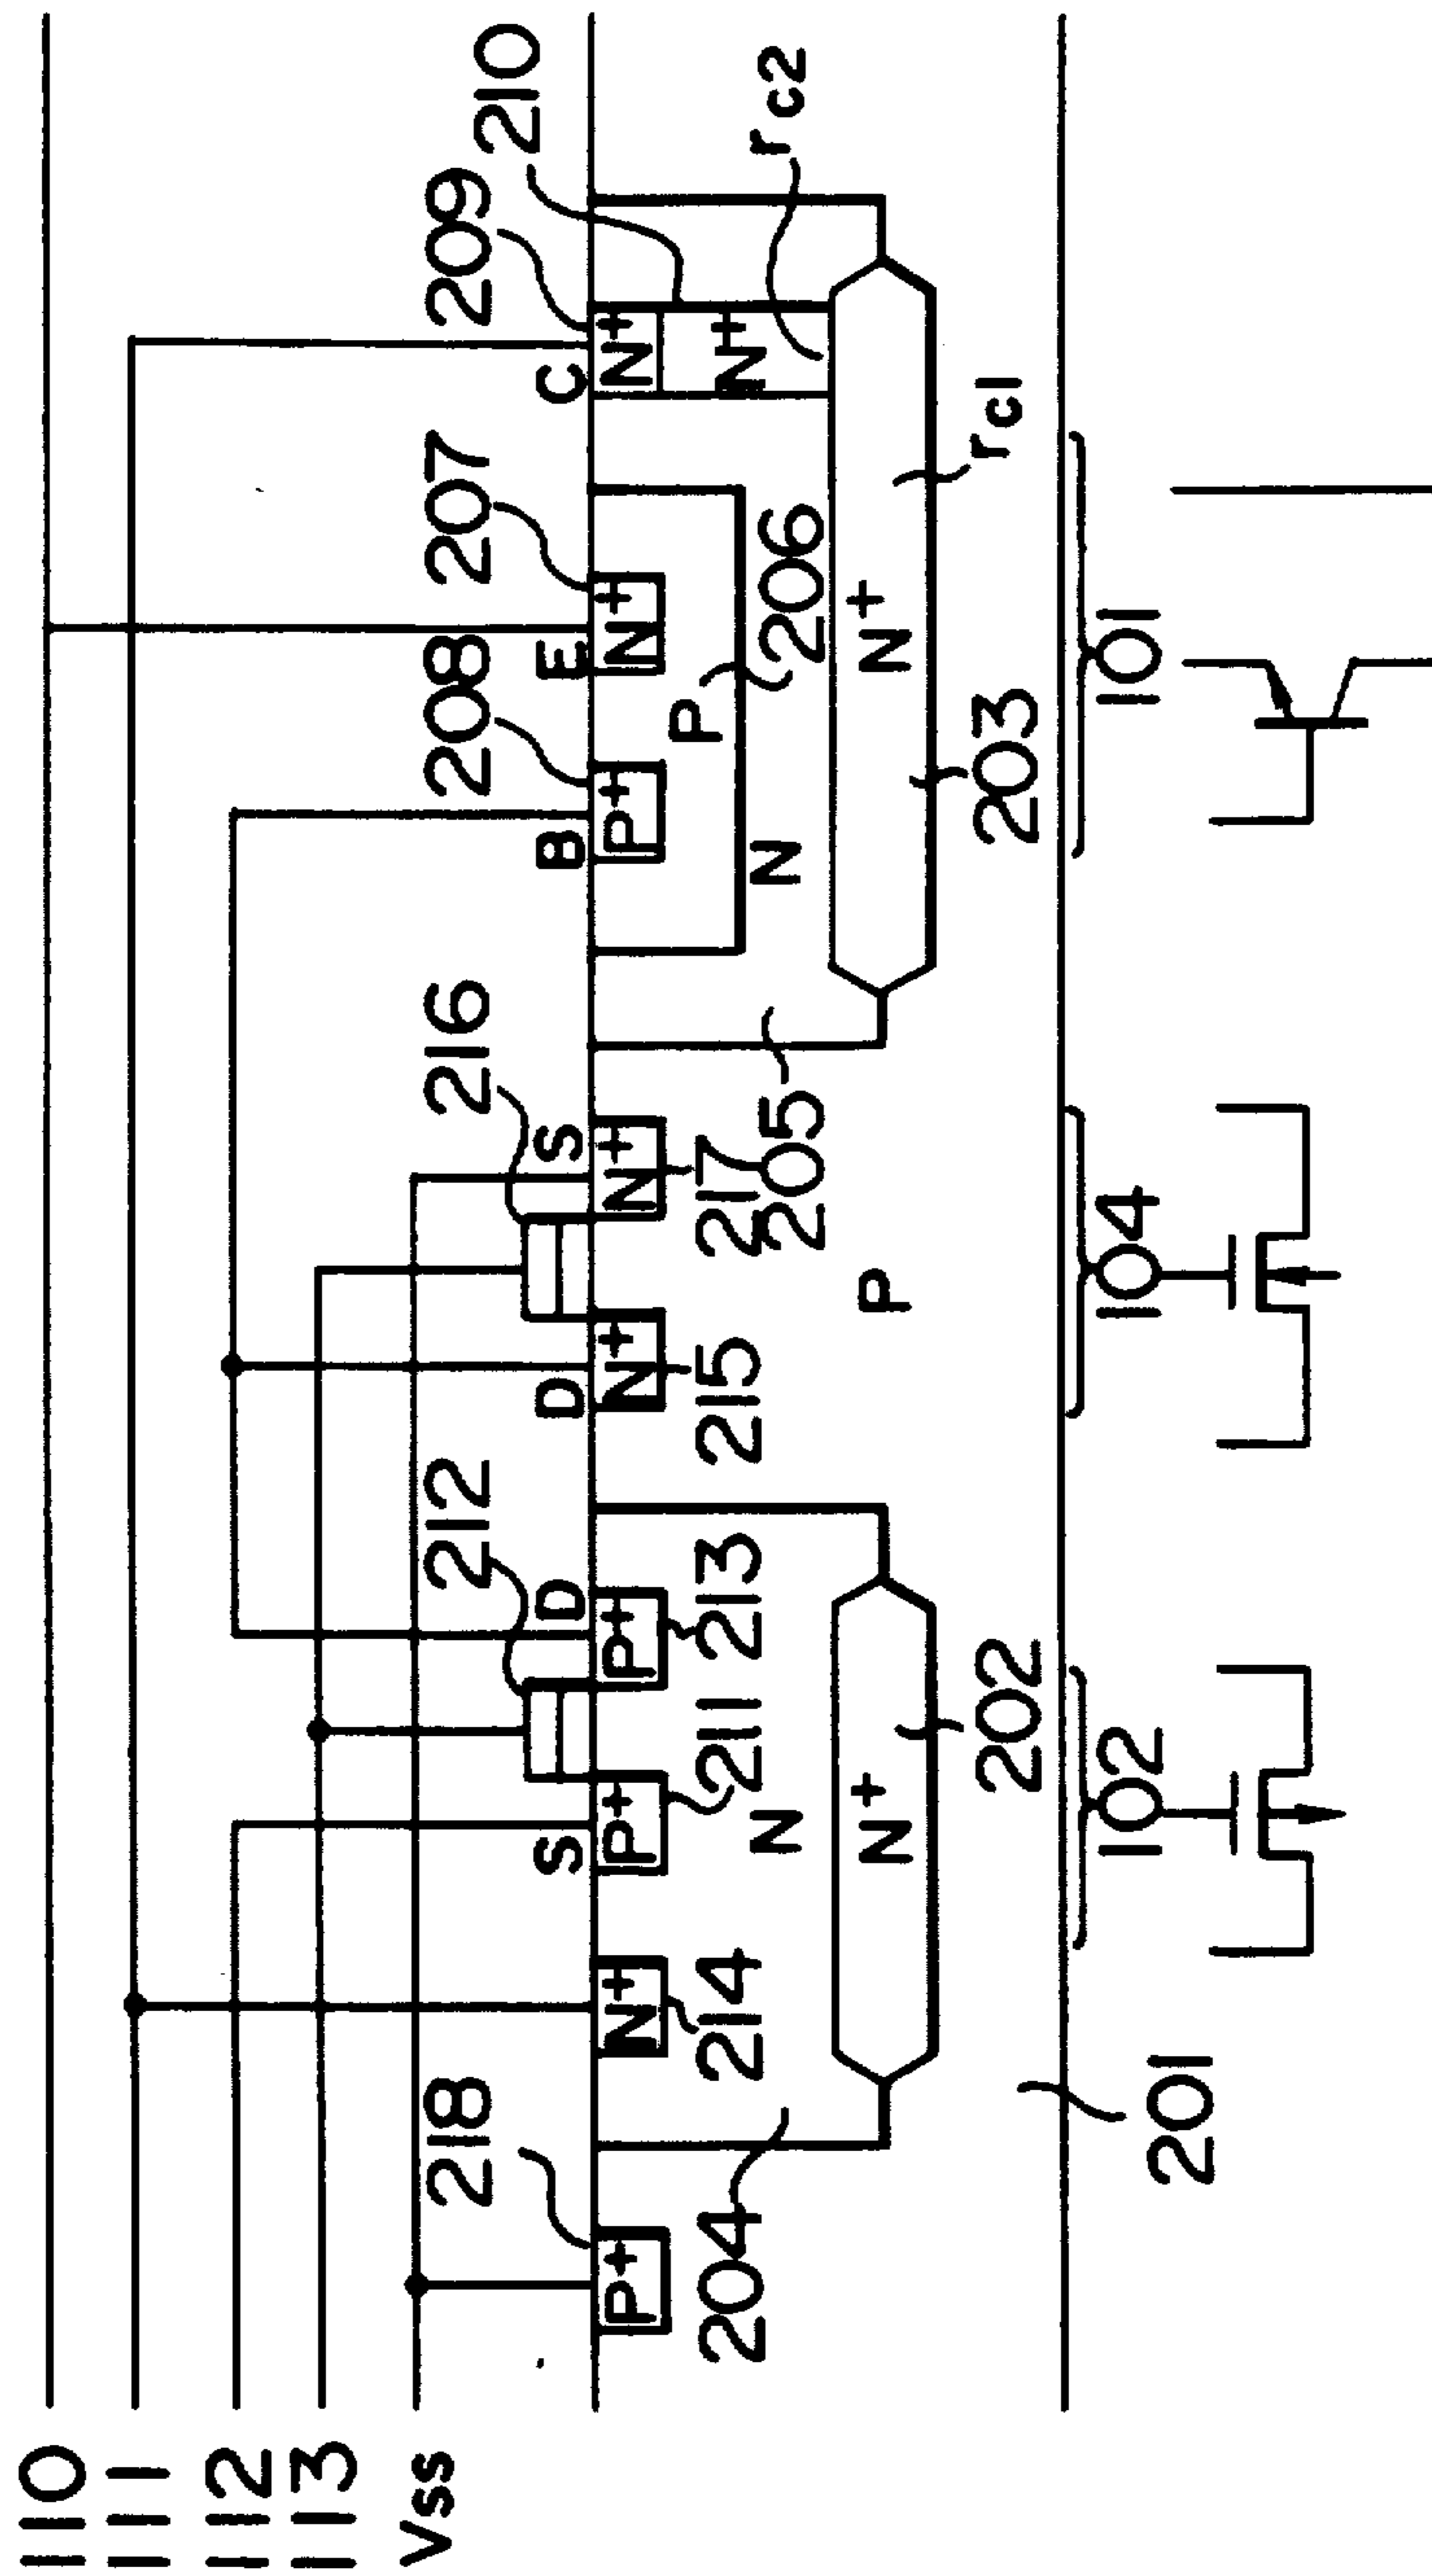 110
111
112
113
Vss
218
212
216
208
207
209
210
S
D
D
S
B
E
C
P+
N+
P+
P+
N+
N+
P+
N+
N+
204
214
211
213
215
217
P
206
N+
rc2
N
P
205
N
N+
N+
202
203
rc1
201
102
104
101